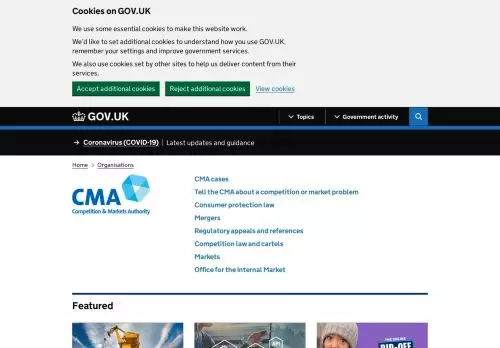 Cookies on GOV.UK
We use some essential cookies to make this website work.
We'd like to set additional cookies to understand how you use GOV.UK,
remember your settings and improve government services.
We also use cookies set by other sites to help us deliver content from their
services.
Accept additional cookies Reject additional cookies View cookies
GOV.UK Topics Government activity
→ Coronavirus (COVID-19) Latest updates and guidance
Home > Organisations
CMA
Competition & Markets Authority
CMA cases
Tell the CMA about a competition or market problem
Consumer protection law
Mergers
Regulatory appeals and references
Competition law and cartels
Markets
Office for the Internal Market
Featured
API
THE ONLINE
RIP-OFF